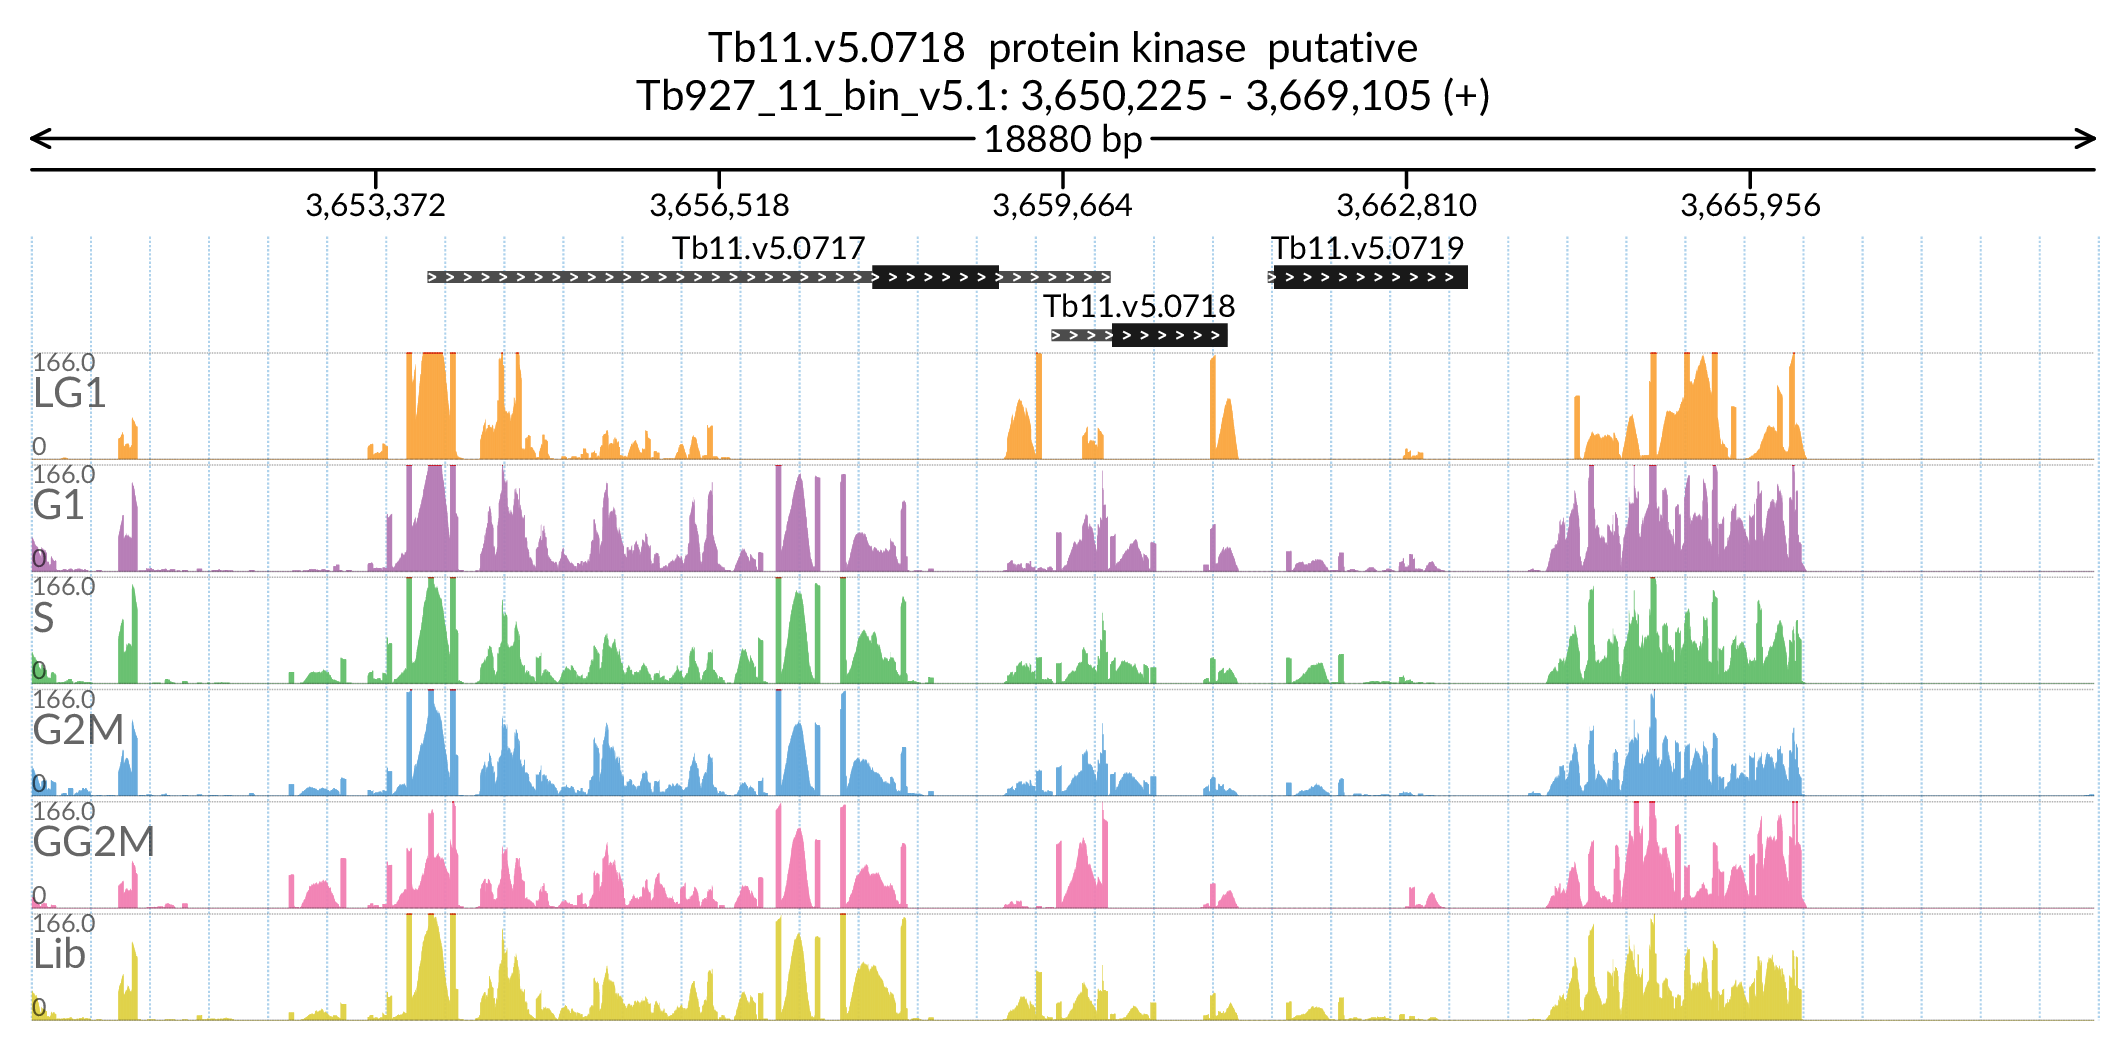 Tb11.v5.0718 protein kinase putative
Tb927_11_bin_v5.1: 3,650,225 - 3,669,105 (+)
18880 bp
3,653,372 3,656,518 3,659,664 3,662,810 3,665,956
Tb11.v5.0717 Tb11.v5.0719
Tb11.v5.0718
166.0
LG1
0
166.0
G1
0
166.0
S
0
166.0
G2M
0
166.0
GG2M
0
166.0
Lib
0